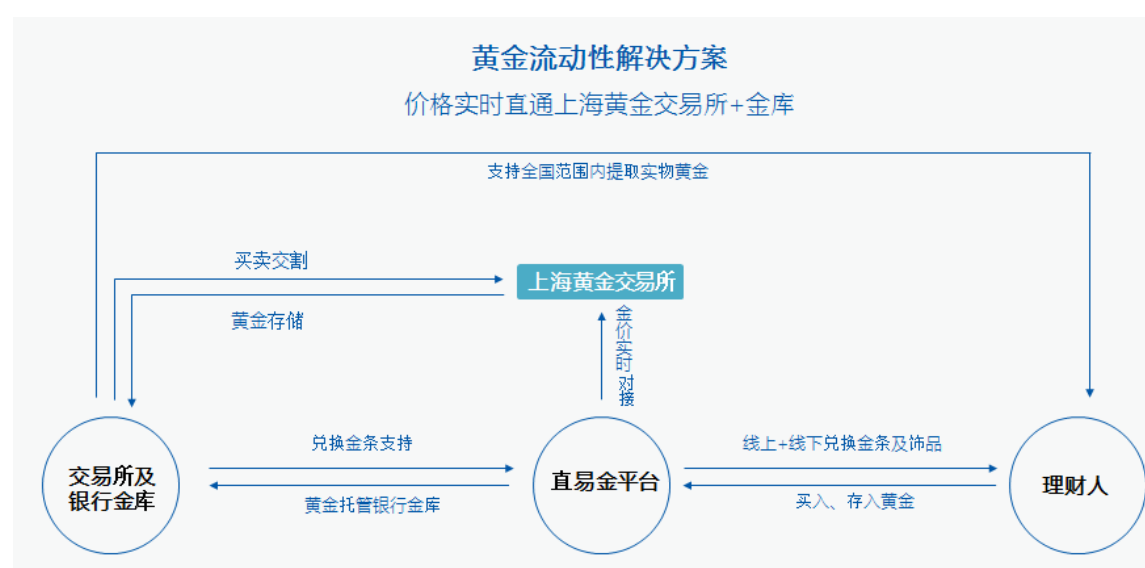 黄金流动性解决方案
价格实时直通上海黄金交易所+金库
支持全国范围内提取实物黄金
买卖交割
上海黄金交易所
黄金存储
金价实时对接
兑换金条支持
线上+线下兑换金条及饰品
交易所及
银行金库
直易金平台
理财人
黄金托管银行金库
买入、存入黄金